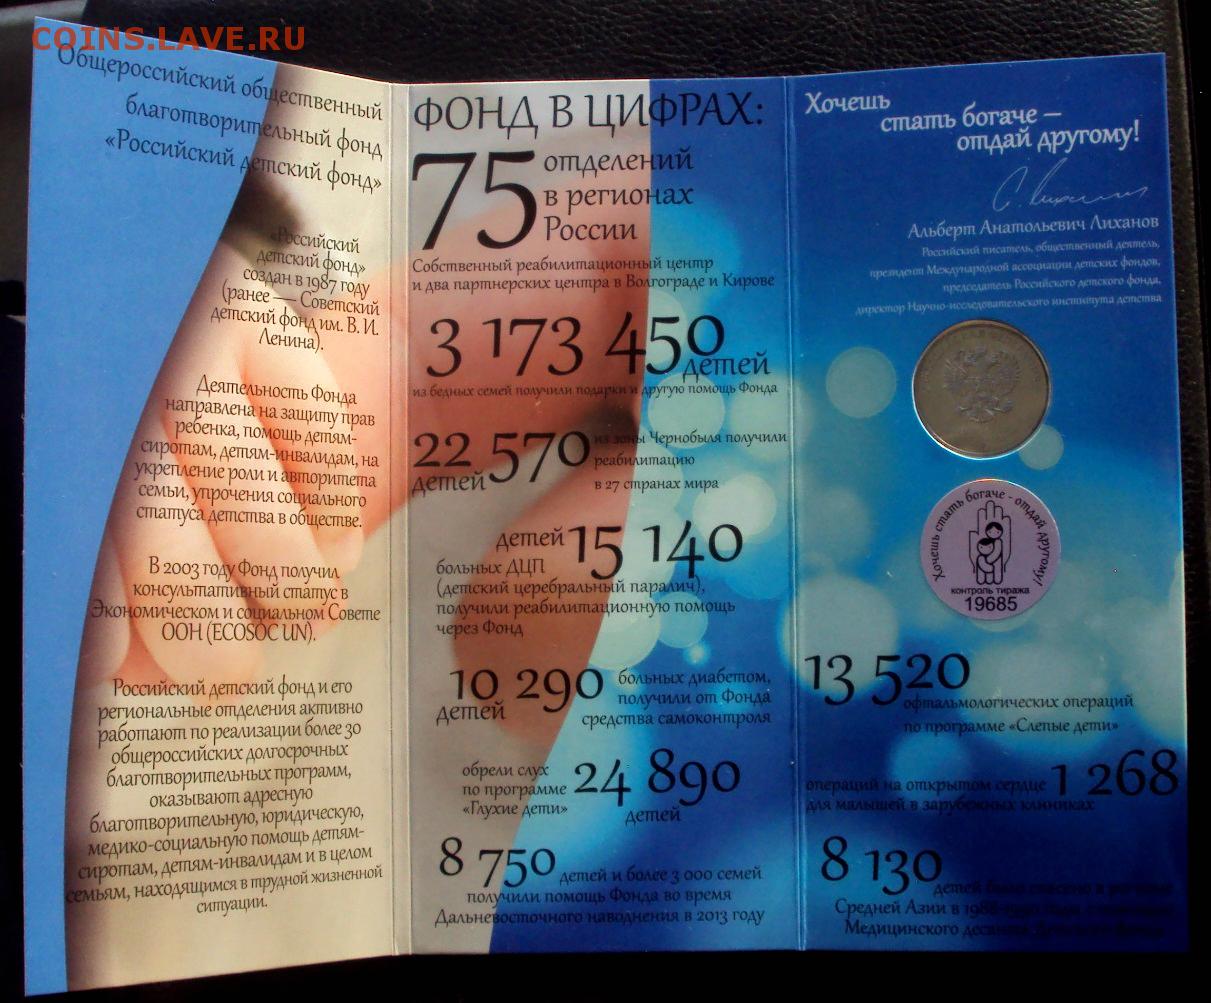 COINS.LAVE.RU
Общероссийский общественный
благотворительный фонд
«Российский детский фонд»
«Российский
детский фонд»
создан в 1987 году
(ранее — Советский
детский фонд им. В. И.
Ленина).
Деятельность Фонда
направлена на защиту прав
ребенка, помощь детям-
сиротам, детям-инвалидам, на
укрепление роли и авторитета
семьи, упрочения социального
статуса детства в обществе.
В 2003 году Фонд получил
консультативный статус в
Экономическом и социальном Совете
ООН (ECOSOC UN).
Российский детский фонд и его
региональные отделения активно
работают по реализации более 30
общероссийских долгосрочных
благотворительных программ,
оказывают адресную
благотворительную, юридическую,
медико-социальную помощь детям-
сиротам, детям-инвалидам и в целом
семьям, находящимся в трудной жизненной
ситуации.
ФОНД В ЦИФРАХ:
75 отделений
в регионах
России
Собственный реабилитационный центр
и два партнерских центра в Волгограде и Кирове
3 173 450
детей
из бедных семей получили подарки и другую помощь Фонда
22 570 из зоны Чернобыля получили
детей реабилитацию
в 27 странах мира
детей 15 140
больных ДЦП
(детский церебральный паралич),
получили реабилитационную помощь
через Фонд
10 290 больных диабетом,
детей получили от Фонда
средства самоконтроля
обрели слух
по программе 24 890
«Глухие дети» детей
8 750 детей и более 3 000 семей
получили помощь Фонда во время
Дальневосточного наводнения в 2013 году
Хочешь
стать богаче —
отдай другому!
Альберт Анатольевич Лиханов
Российский писатель, общественный деятель,
президент Международной ассоциации детских фондов,
председатель Российского детского фонда,
директор Научно-исследовательского института детства
Хочешь стать богаче - отдай другому!
контроль тиража
19685
13 520
офтальмологических операций
по программе «Слепые дети»
операций на открытом сердце 1 268
для малышей в зарубежных клиниках
8 130
детей было спасено в регионе
Средней Азии в 1988-1990 годы с помощью
Медицинского десанта Детского фонда